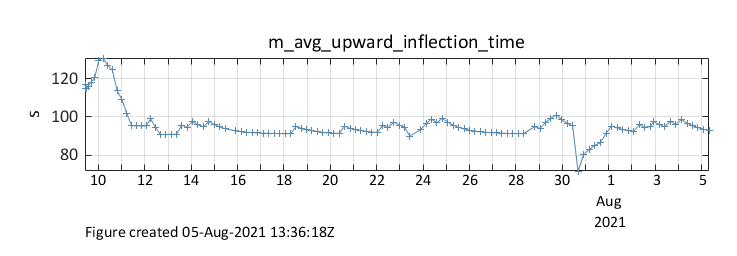 m_avg_upward_inflection_time
120
100
80
s
10 12 14 16 18 20 22 24 26 28 30 1 3 5
Aug
2021
Figure created 05-Aug-2021 13:36:18Z